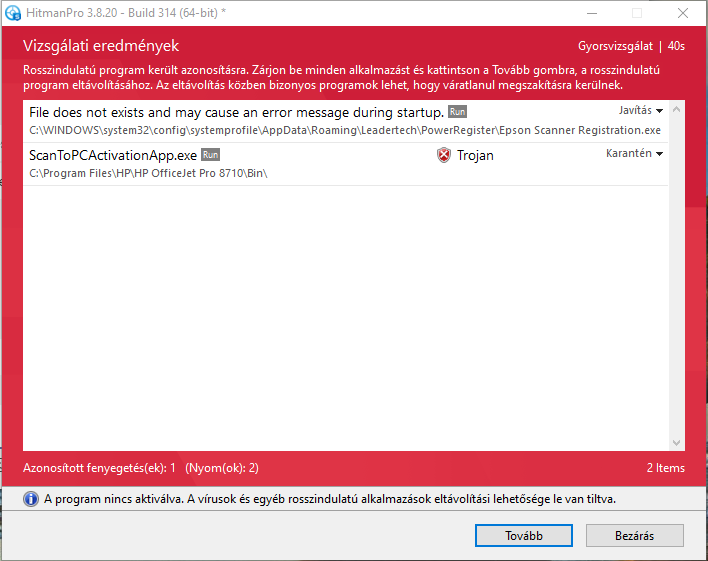 HitmanPro 3.8.20 - Build 314 (64-bit) *
Vizsgálati eredmények
Gyorsvizsgálat | 40s
Rosszindulatú program került azonosításra. Zárjon be minden alkalmazást és kattintson a Tovább gombra, a rosszindulatú
program eltávolításához. Az eltávolítás közben bizonyos programok lehet, hogy váratlanul megszakításra kerülnek.
File does not exists and may cause an error message during startup. Run
Javítás
C:\WINDOWS\system32\config\systemprofile\AppData\Roaming\Leadertech\PowerRegister\Epson Scanner Registration.exe
ScanToPCActivationApp.exe Run
Trojan
Karantén
C:\Program Files\HP\HP OfficeJet Pro 8710\Bin\
Azonosított fenyegetés(ek): 1 (Nyom(ok): 2)
2 Items
A program nincs aktiválva. A vírusok és egyéb rosszindulatú alkalmazások eltávolítási lehetősége le van tiltva.
Tovább
Bezárás